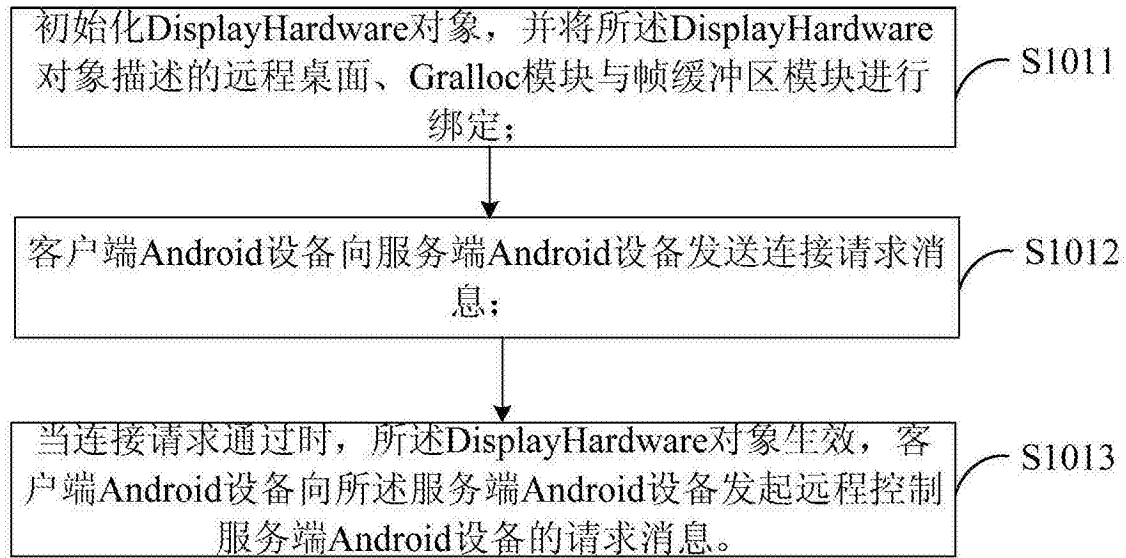 初始化DisplayHardware对象，并将所述DisplayHardware
对象描述的远程桌面、Gralloc模块与帧缓冲区模块进行
绑定；
S1011
客户端Android设备向服务端Android设备发送连接请求消
息；
S1012
当连接请求通过时，所述DisplayHardware对象生效，客
户端Android设备向所述服务端Android设备发起远程控制
服务端Android设备的请求消息。
S1013